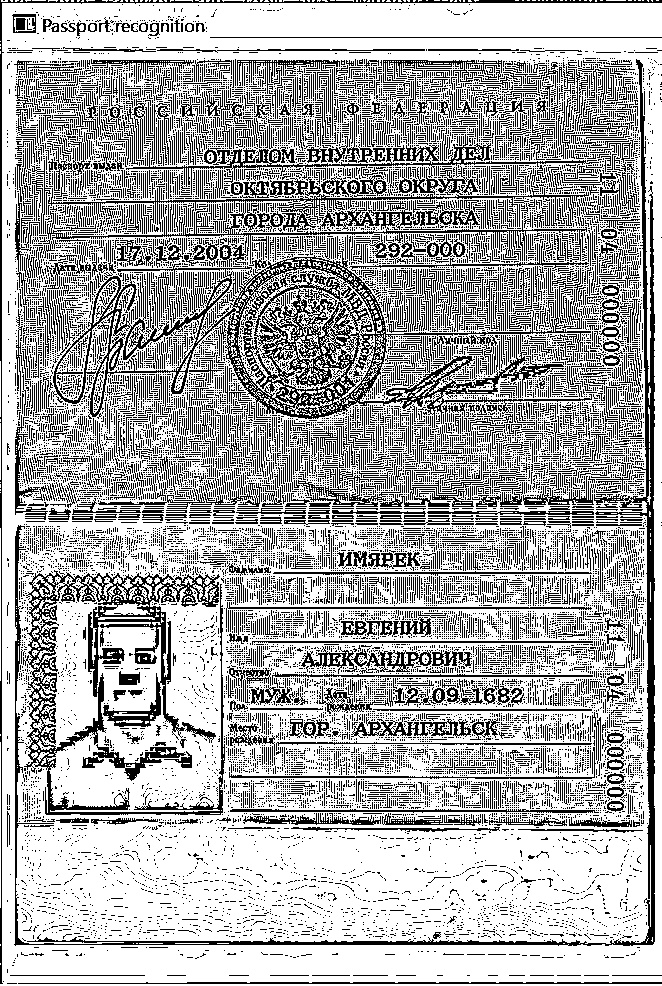 Passport recognition
РОССИЙСКАЯ ФЕДЕРАЦИЯ
Паспорт выдан ОТДЕЛОМ ВНУТРЕННИХ ДЕЛ
ОКТЯБРЬСКОГО ОКРУГА
ГОРОДА АРХАНГЕЛЬСКА
Дата выдачи 17.12.2004 292-000
Личный код
Личная подпись
11 04 000000
Фамилия ИМЯРЕК
Имя ЕВГЕНИЙ
Отчество АЛЕКСАНДРОВИЧ
Пол МУЖ. Дата рождения 12.09.1682
Место рождения ГОР. АРХАНГЕЛЬСК
11 04 000000